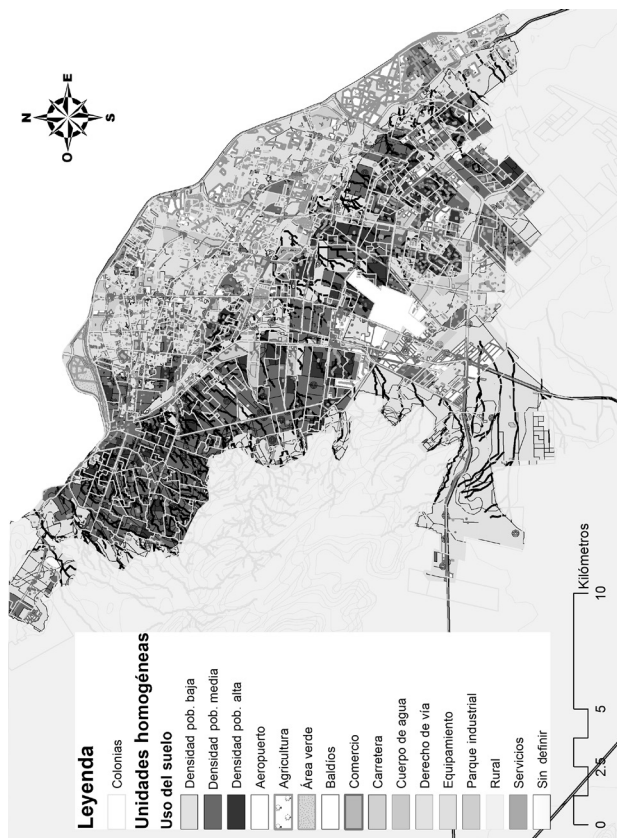 N
E
S
O
Leyenda
Colonias
Unidades homogéneas
Uso del suelo
Densidad pob. baja
Densidad pob. media
Densidad pob. alta
Aeropuerto
Agricultura
Área verde
Baldíos
Comercio
Carretera
Cuerpo de agua
Derecho de vía
Equipamiento
Parque industrial
Rural
Servicios
Sin definir
0 2.5 5 10
Kilómetros